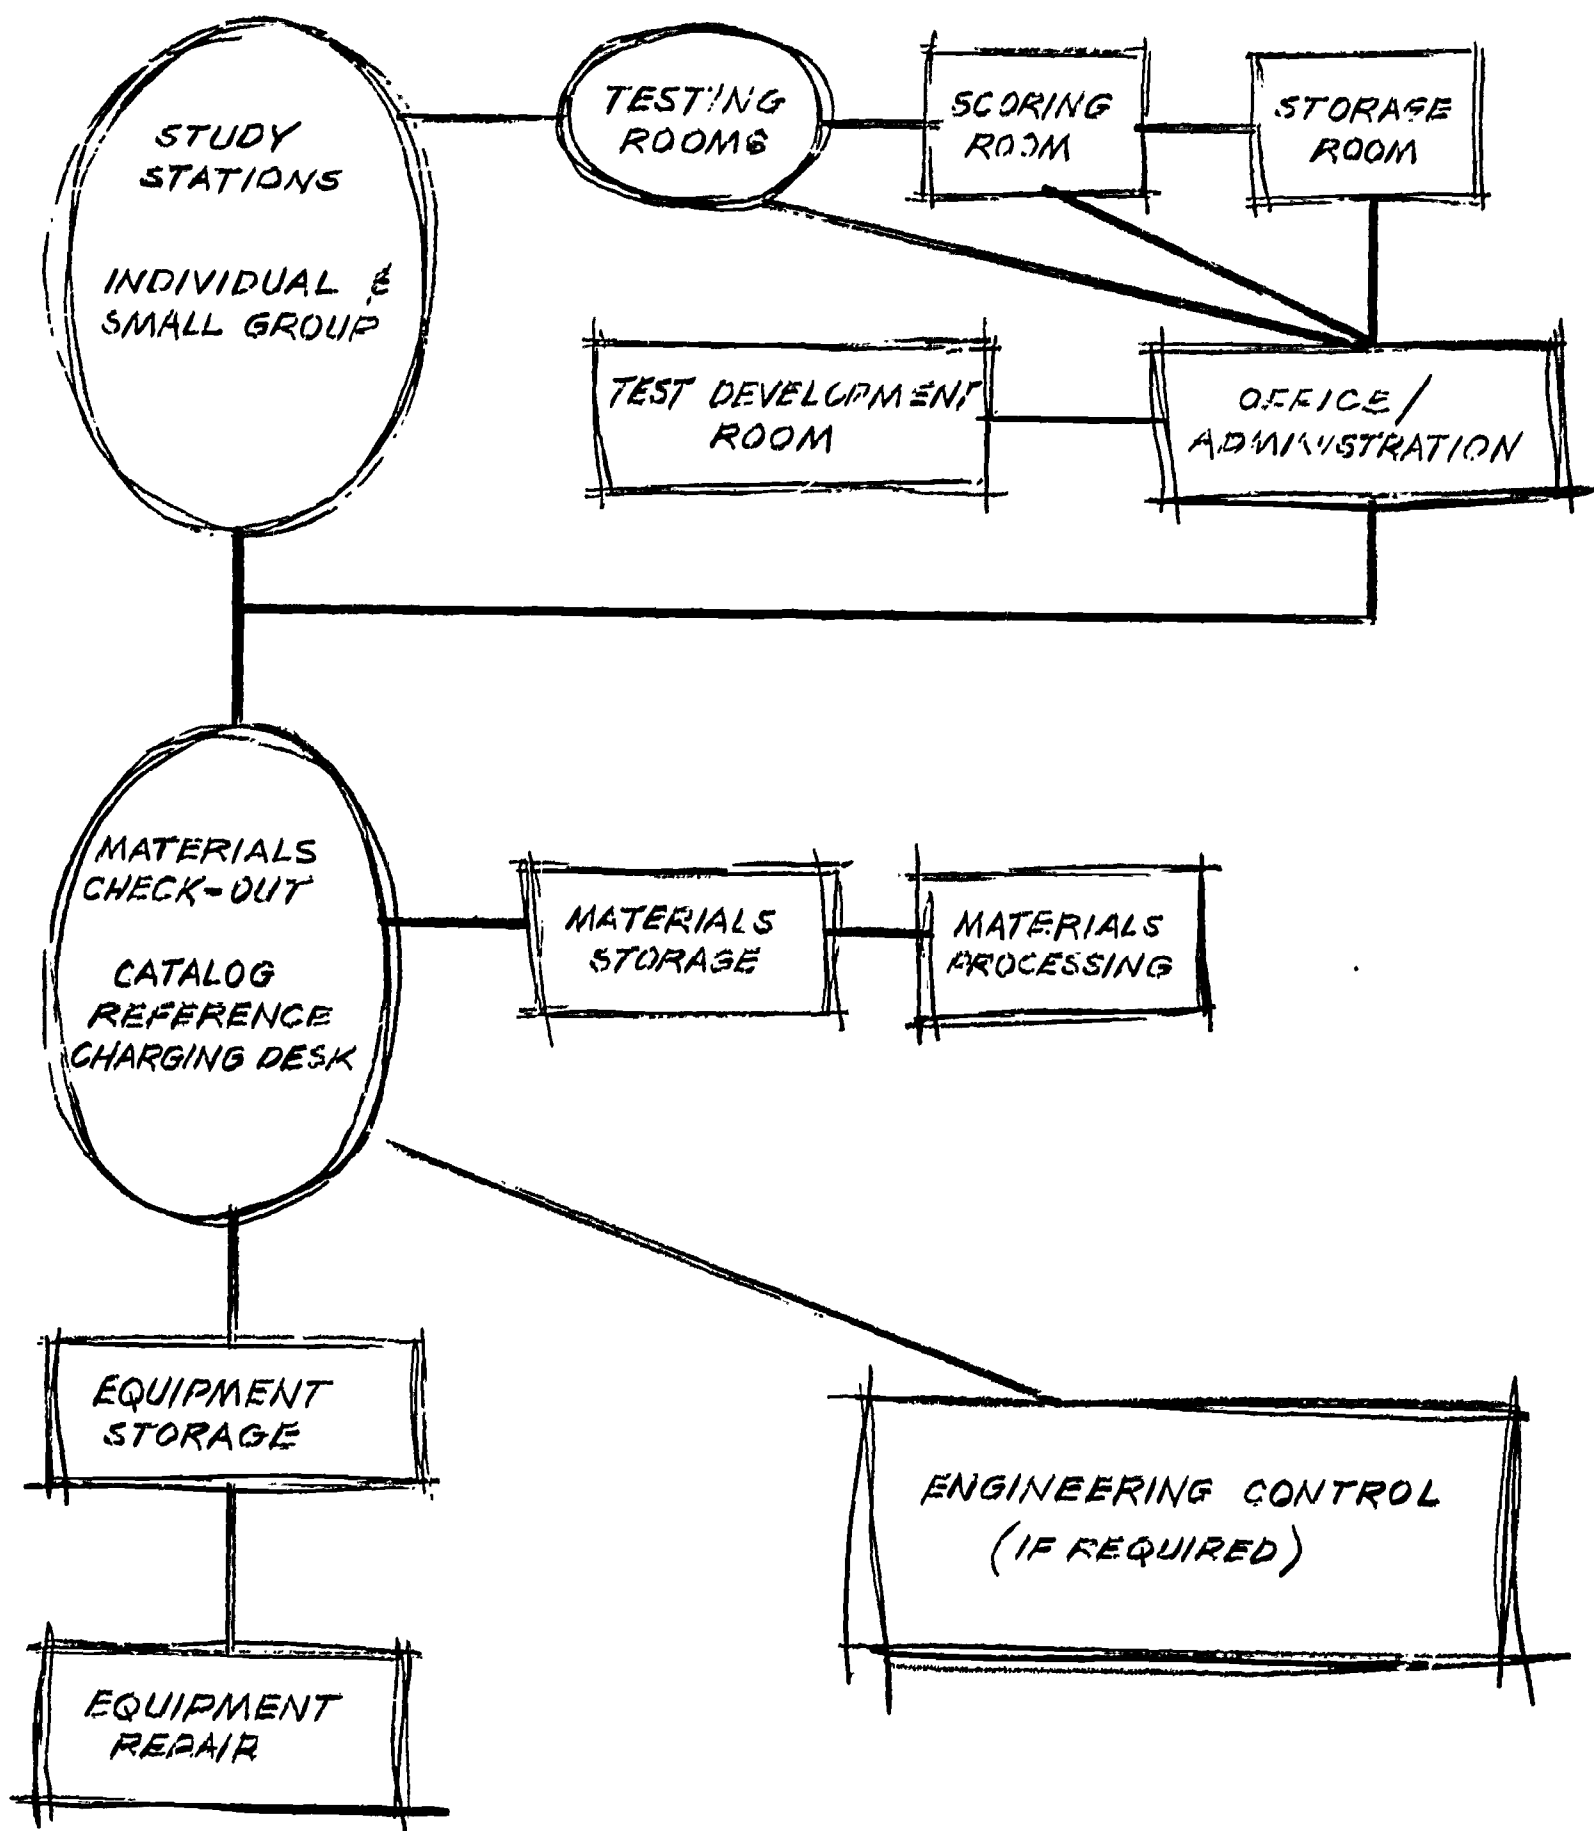 STUDY
STATIONS
INDIVIDUAL &
SMALL GROUP
TESTING
ROOMS
SCORING
ROOM
STORAGE
ROOM
TEST DEVELOPMENT
ROOM
OFFICE/
ADMINISTRATION
MATERIALS
CHECK-OUT
CATALOG
REFERENCE
CHARGING DESK
MATERIALS
STORAGE
MATERIALS
PROCESSING
EQUIPMENT
STORAGE
ENGINEERING CONTROL
(IF REQUIRED)
EQUIPMENT
REPAIR